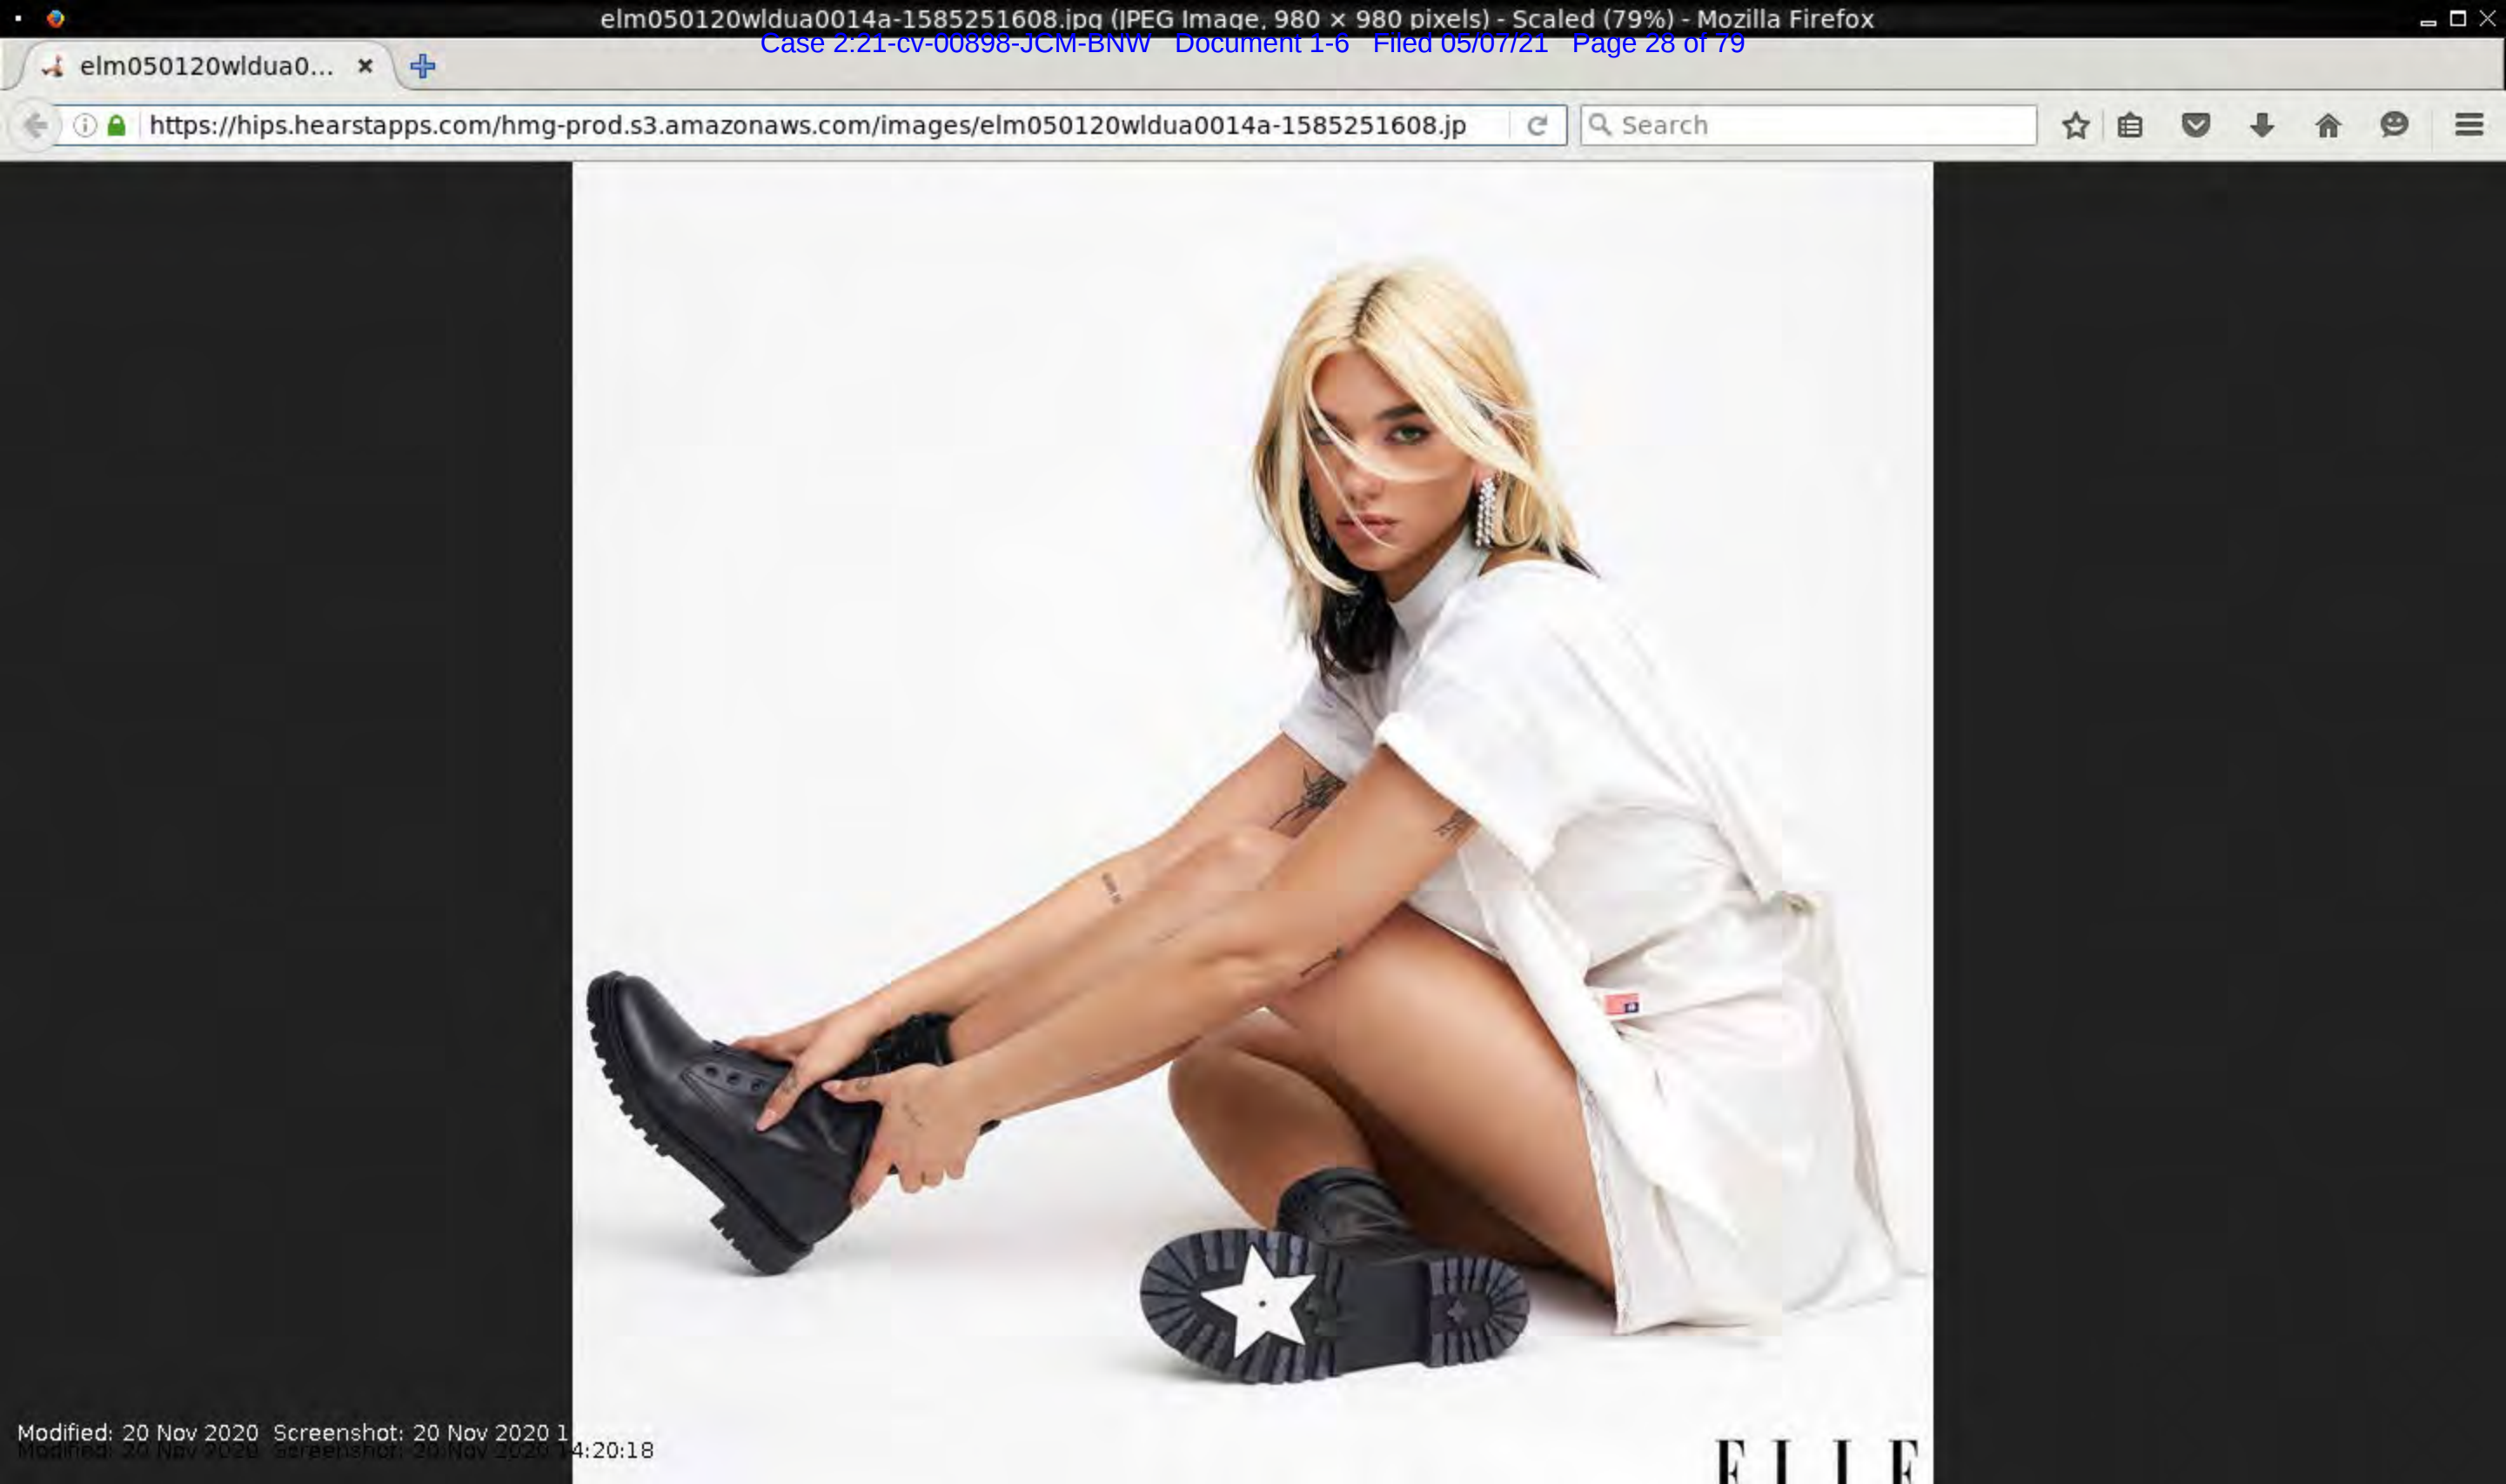 elm050120wldua0014a-1585251608.jpg (JPEG Image, 980 × 980 pixels) - Scaled (79%) - Mozilla Firefox
Case 2:21-cv-00898-JCM-BNW Document 1-6 Filed 05/07/21 Page 28 of 79
elm050120wldua0...
https://hips.hearstapps.com/hmg-prod.s3.amazonaws.com/images/elm050120wldua0014a-1585251608.jp
Search
Modified: 20 Nov 2020 Screenshot: 20 Nov 2020 14:20:18
ELLE